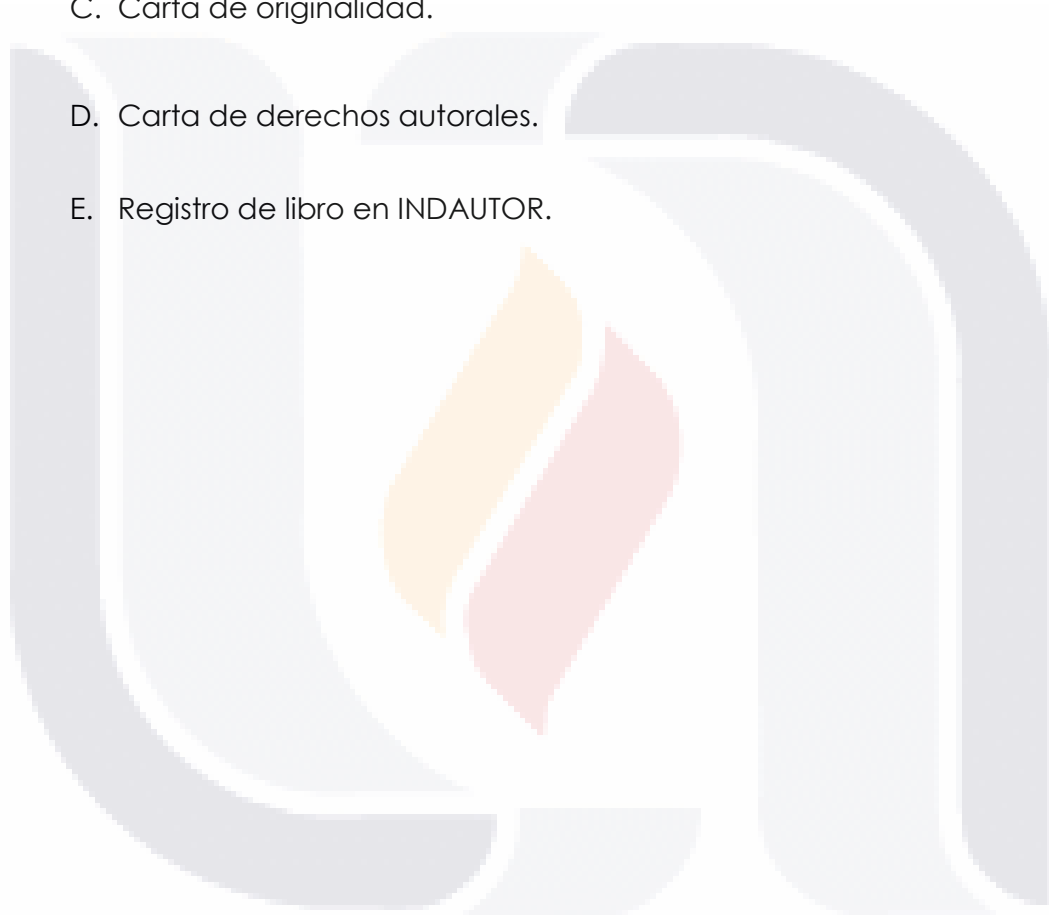 C. Carta de originalidad.
D. Carta de derechos autorales.
E. Registro de libro en INDAUTOR.